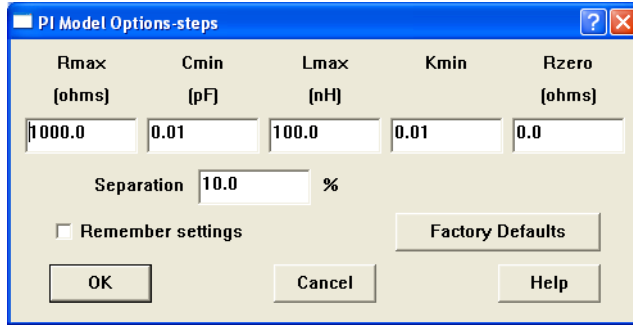 PI Model Options-steps
Rmax Cmin Lmax Kmin Rzero
(ohms) (pF) (nH) (ohms)
1000.0 0.01 100.0 0.01 0.0
Separation 10.0 %
Remember settings Factory Defaults
OK Cancel Help